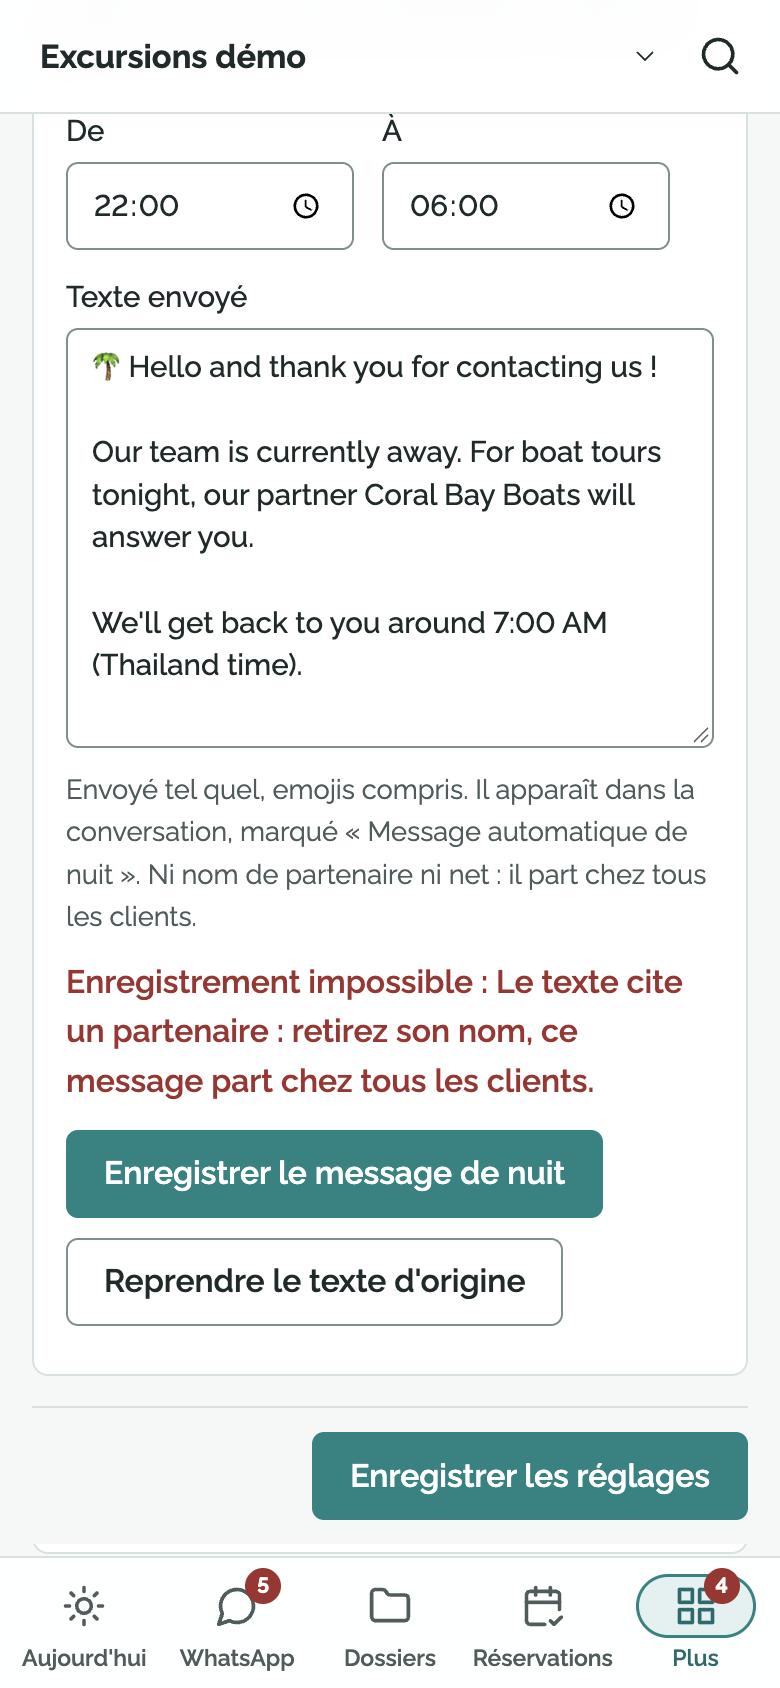 Excursions démo
De
À
22:00
06:00
Texte envoyé
🌴 Hello and thank you for contacting us !
Our team is currently away. For boat tours
tonight, our partner Coral Bay Boats will
answer you.
We'll get back to you around 7:00 AM
(Thailand time).
Envoyé tel quel, emojis compris. Il apparaît dans la
conversation, marqué « Message automatique de
nuit ». Ni nom de partenaire ni net : il part chez tous
les clients.
Enregistrement impossible : Le texte cite
un partenaire : retirez son nom, ce
message part chez tous les clients.
Enregistrer le message de nuit
Reprendre le texte d'origine
Enregistrer les réglages
5
4
Aujourd'hui
WhatsApp
Dossiers
Réservations
Plus